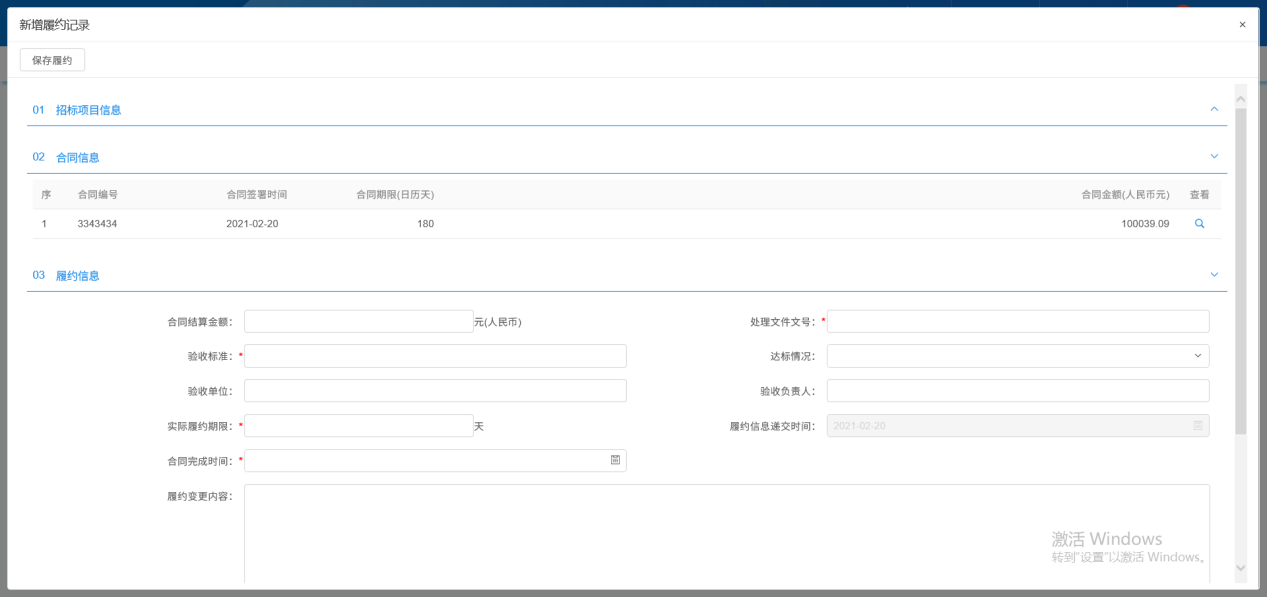 新增履约记录
×
保存履约
01 招标项目信息
02 合同信息
序 合同编号 合同签署时间 合同期限(日历天) 合同金额(人民币元) 查看
1 3343434 2021-02-20 180 100039.09
03 履约信息
合同结算金额： 元(人民币) 处理文件文号：*
验收标准：* 达标情况：
验收单位： 验收负责人：
实际履约期限：* 天 履约信息递交时间： 2021-02-20
合同完成时间：*
履约变更内容：
激活 Windows
转到"设置"以激活 Windows。